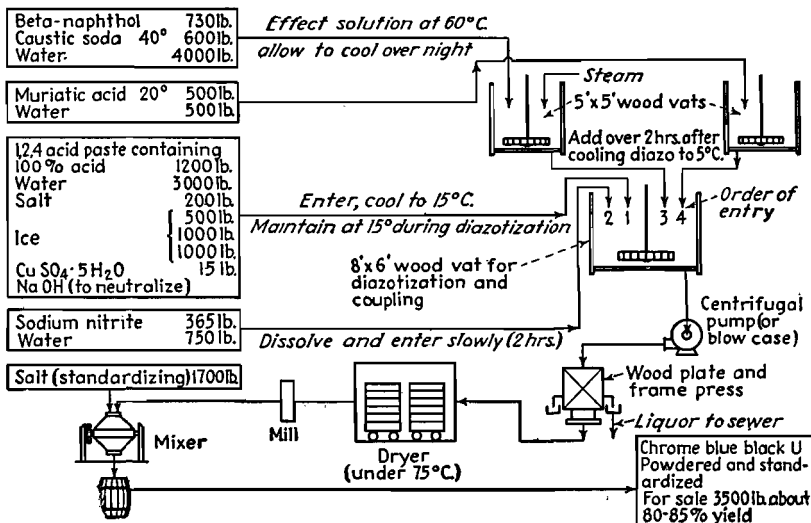 Beta-naphthol 730lb.
Caustic soda 40° 600lb.
Water 4000lb.
Effect solution at 60°C.
allow to cool over night
Muriatic acid 20° 500lb.
Water 500lb.
Steam
5'x5' wood vats
Add over 2hrs. after
cooling diazo to 5°C.
1,2,4 acid paste containing
100% acid 1200lb.
Water 3000lb.
Salt 200lb.
Ice { 500lb.
1000lb.
1000lb.
CuSO₄·5H₂O 15 lb.
NaOH (to neutralize)
Enter, cool to 15°C.
Maintain at 15° during diazotization
2 1 3 4
Order of
entry
8'x6' wood vat for
diazotization and
coupling
Sodium nitrite 365lb.
Water 750lb.
Dissolve and enter slowly (2hrs.)
Centrifugal
pump (or
blow case)
Salt (standardizing) 1700lb.
Wood plate and
frame press
Liquor to sewer
Mixer
Mill
Dryer
(under 75°C.)
Chrome blue black U
Powdered and stand-
ardized
For sale 3500lb. about
80-85% yield